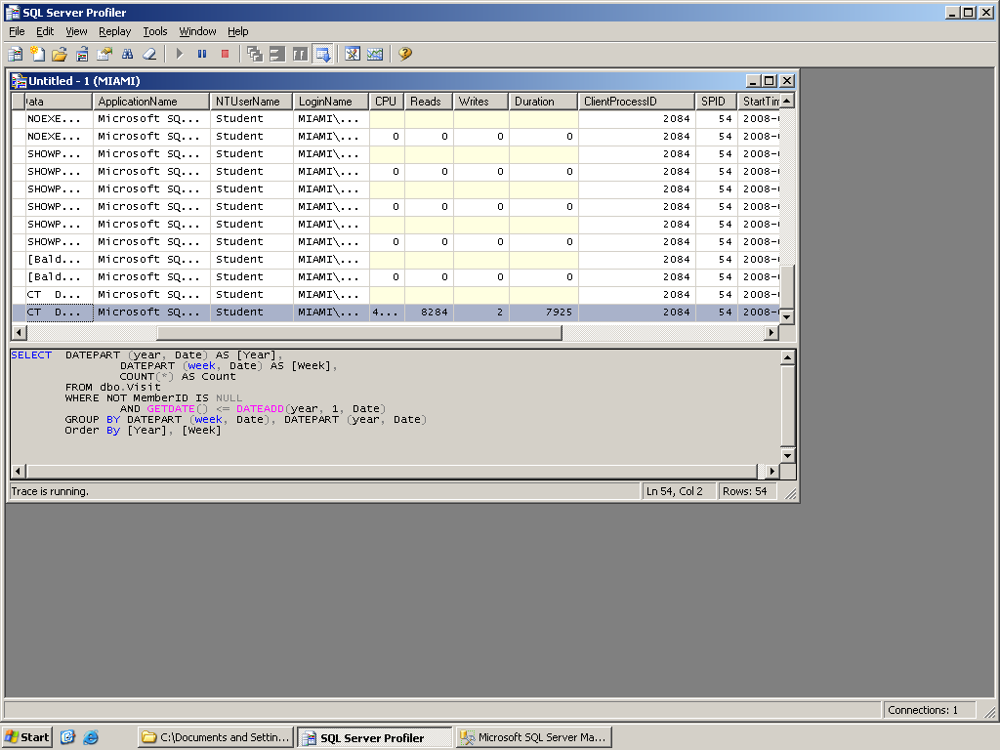 SQL Server Profiler
File Edit View Replay Tools Window Help
Untitled - 1 (MIAMI)
ata ApplicationName NTUserName LoginName CPU Reads Writes Duration ClientProcessID SPID StartTim
NOEXE... Microsoft SQ... Student MIAMI\... 2084 54 2008-
NOEXE... Microsoft SQ... Student MIAMI\... 0 0 0 0 2084 54 2008-
SHOWP... Microsoft SQ... Student MIAMI\... 2084 54 2008-
SHOWP... Microsoft SQ... Student MIAMI\... 0 0 0 0 2084 54 2008-
SHOWP... Microsoft SQ... Student MIAMI\... 2084 54 2008-
SHOWP... Microsoft SQ... Student MIAMI\... 0 0 0 0 2084 54 2008-
SHOWP... Microsoft SQ... Student MIAMI\... 2084 54 2008-
SHOWP... Microsoft SQ... Student MIAMI\... 0 0 0 0 2084 54 2008-
[Bald... Microsoft SQ... Student MIAMI\... 2084 54 2008-
[Bald... Microsoft SQ... Student MIAMI\... 0 0 0 0 2084 54 2008-
CT D... Microsoft SQ... Student MIAMI\... 2084 54 2008-
CT D... Microsoft SQ... Student MIAMI\... 4... 8284 2 7925 2084 54 2008-
SELECT DATEPART (year, Date) AS [Year],
DATEPART (week, Date) AS [Week],
COUNT(*) AS Count
FROM dbo.Visit
WHERE NOT MemberID IS NULL
AND GETDATE() <= DATEADD(year, 1, Date)
GROUP BY DATEPART (week, Date), DATEPART (year, Date)
Order By [Year], [Week]
Trace is running. Ln 54, Col 2 Rows: 54
Connections: 1
Start C:\Documents and Settin... SQL Server Profiler Microsoft SQL Server Ma...